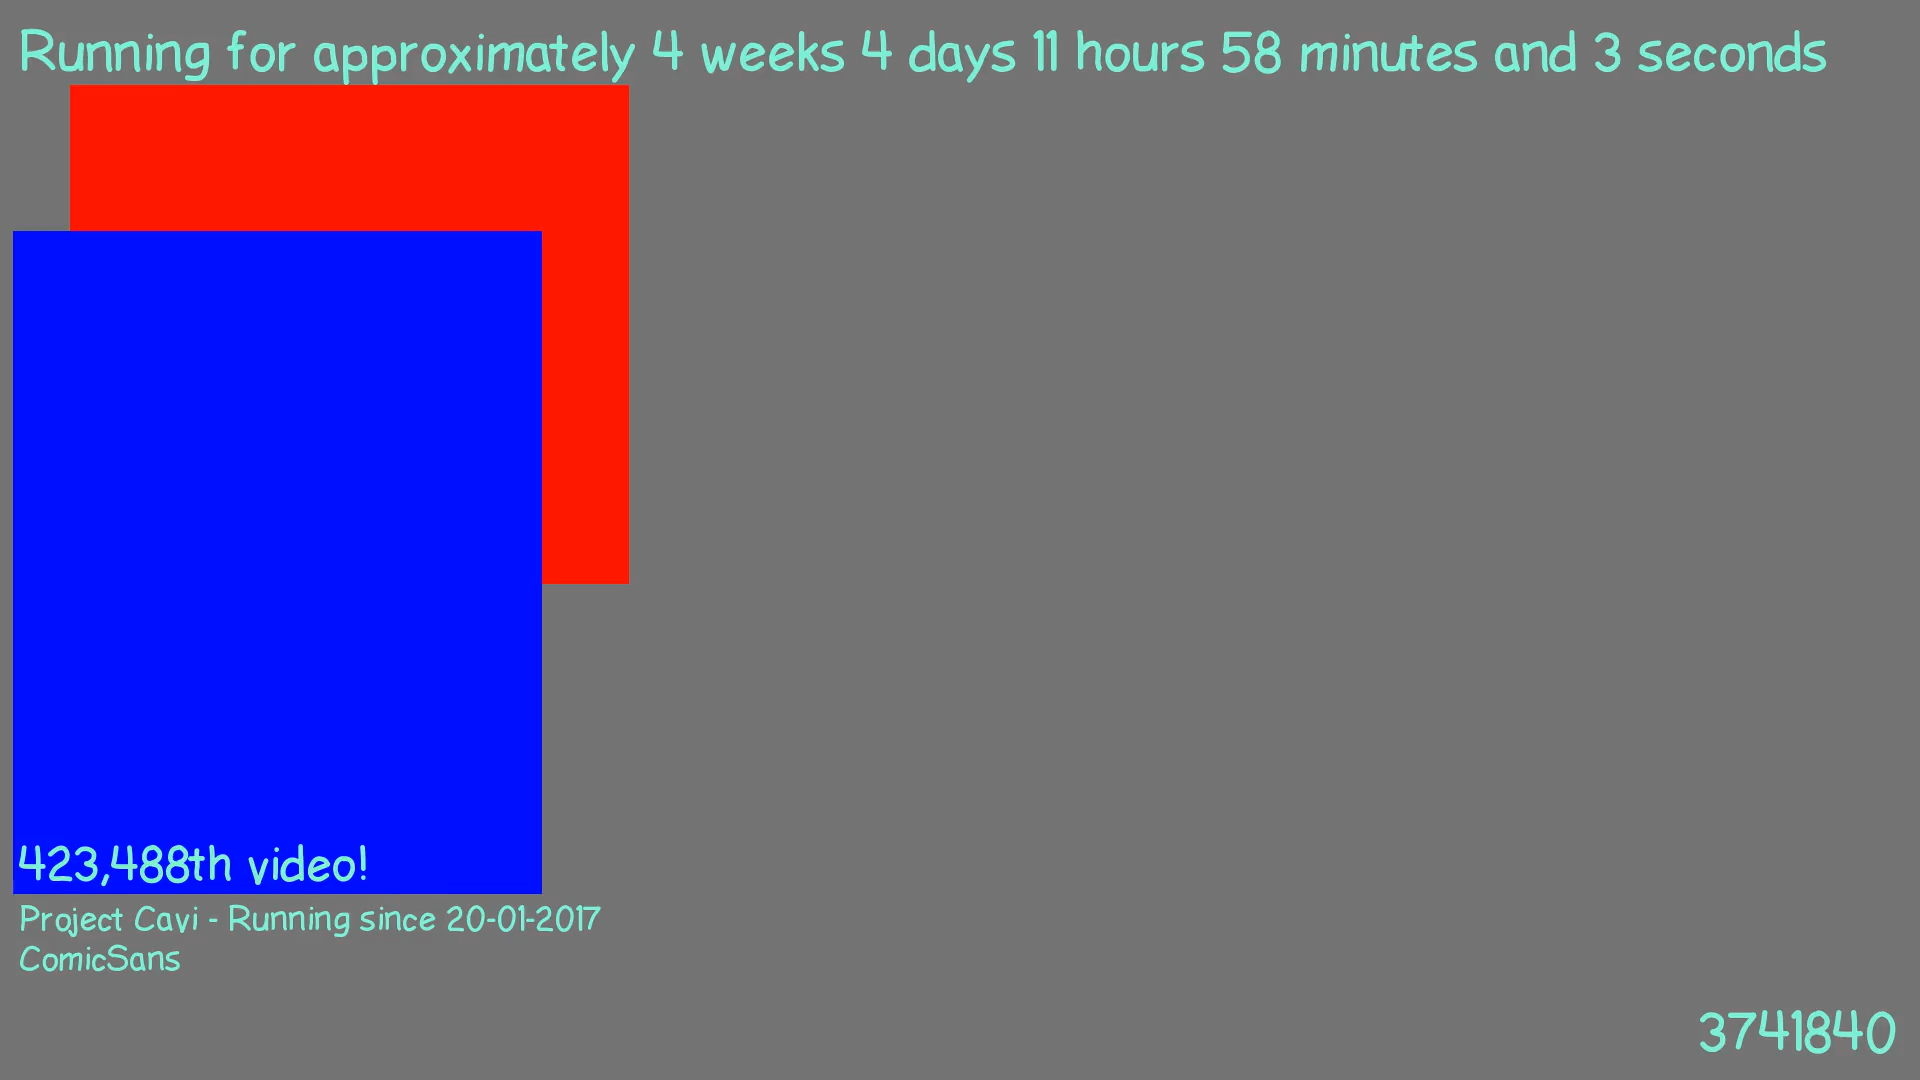 Running for approximately 4 weeks 4 days 11 hours 58 minutes and 3 seconds
423,488th video!
Project Cavi - Running since 20-01-2017
ComicSans
3741840